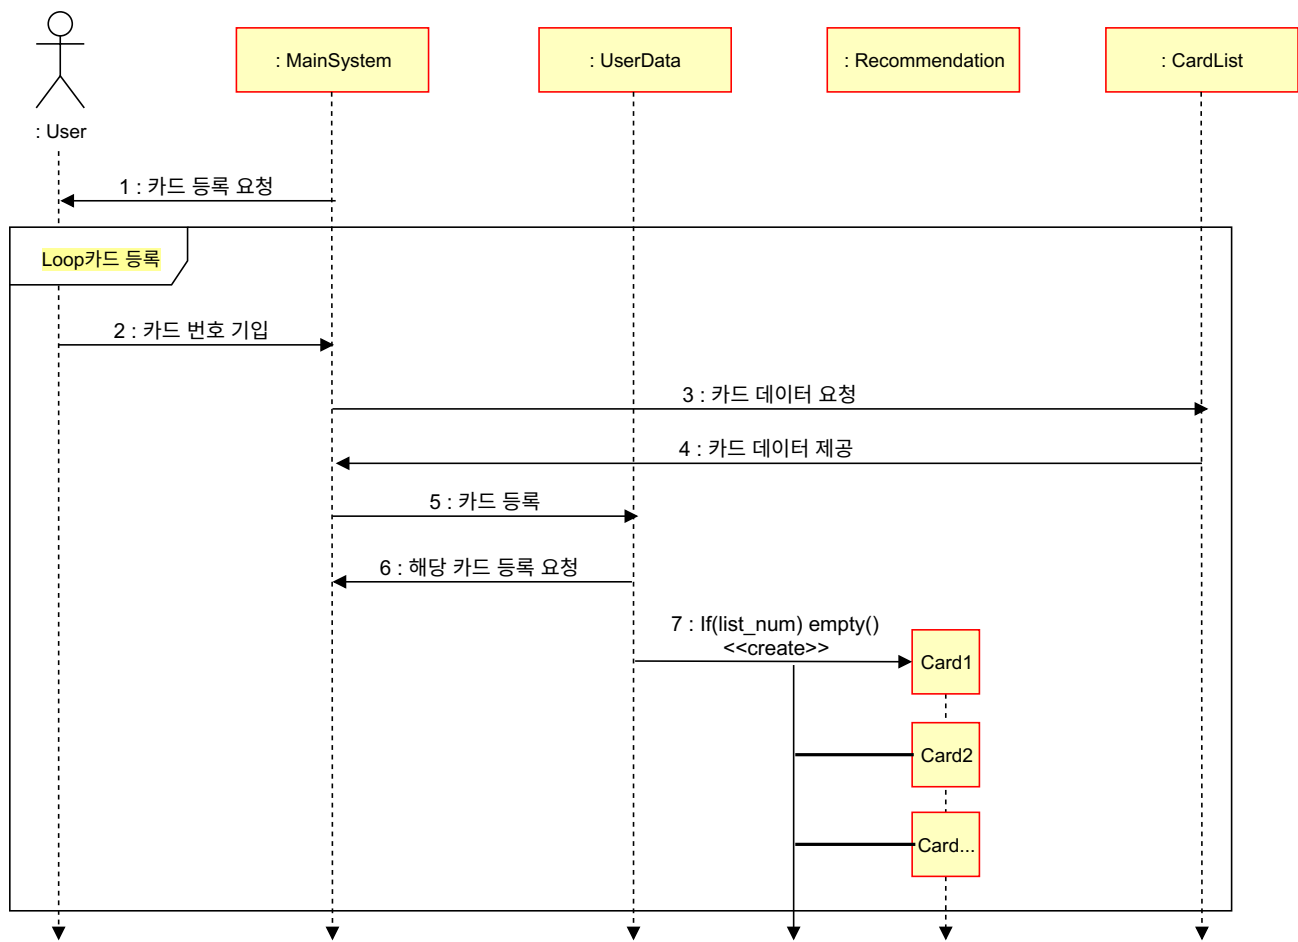 : User
: MainSystem
: UserData
: Recommendation
: CardList
1 : 카드 등록 요청
Loop카드 등록
2 : 카드 번호 기입
3 : 카드 데이터 요청
4 : 카드 데이터 제공
5 : 카드 등록
6 : 해당 카드 등록 요청
7 : If(list_num) empty()
<<create>>
Card1
Card2
Card...